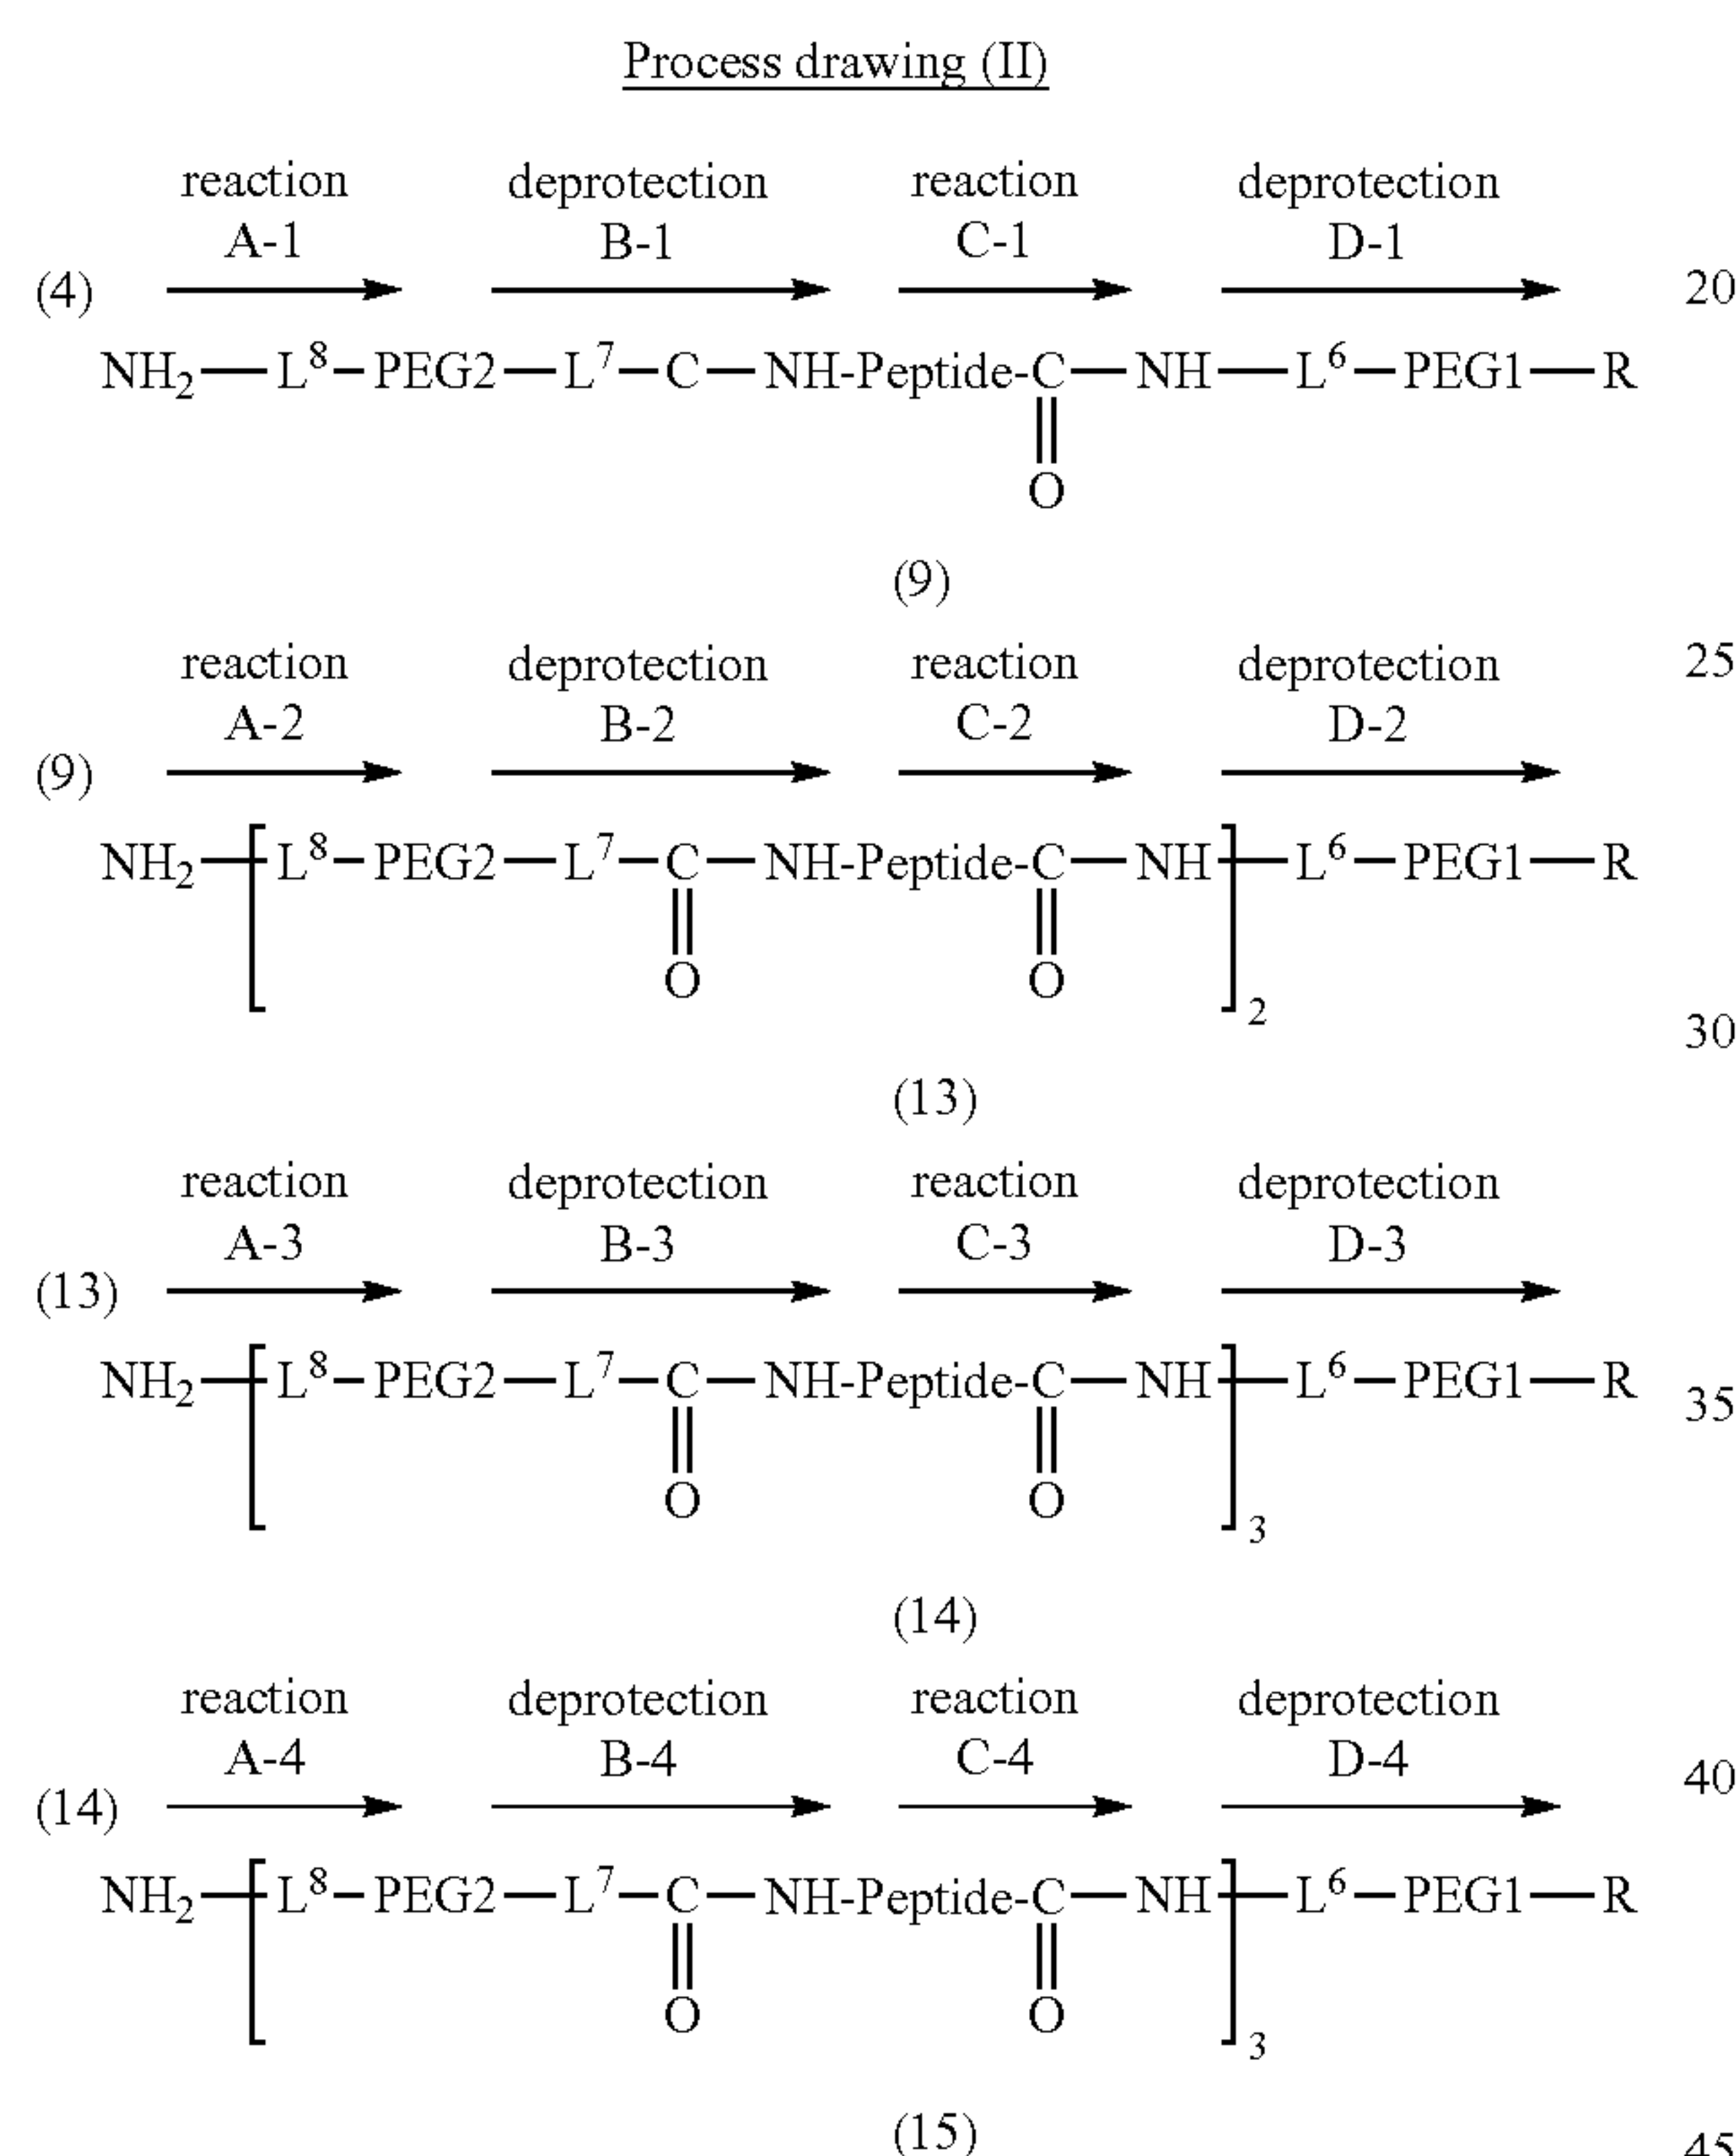 Process drawing (II)
reaction deprotection reaction deprotection
A-1 B-1 C-1 D-1
(4) 20
NH₂—L⁸—PEG2—L⁷—C—NH-Peptide-C—NH—L⁶—PEG1—R
O
(9)
reaction deprotection reaction deprotection 25
A-2 B-2 C-2 D-2
(9)
NH₂—[L⁸—PEG2—L⁷—C—NH-Peptide-C—NH]₂—L⁶—PEG1—R
O O
30
(13)
reaction deprotection reaction deprotection
A-3 B-3 C-3 D-3
(13)
NH₂—[L⁸—PEG2—L⁷—C—NH-Peptide-C—NH]₃—L⁶—PEG1—R 35
O O
(14)
reaction deprotection reaction deprotection
A-4 B-4 C-4 D-4 40
(14)
NH₂—[L⁸—PEG2—L⁷—C—NH-Peptide-C—NH]₃—L⁶—PEG1—R
O O
(15) 45